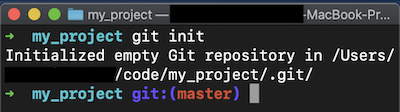 my_project — -MacBook-Pr...
➜ my_project git init
Initialized empty Git repository in /Users/
/code/my_project/.git/
➜ my_project git:(master)